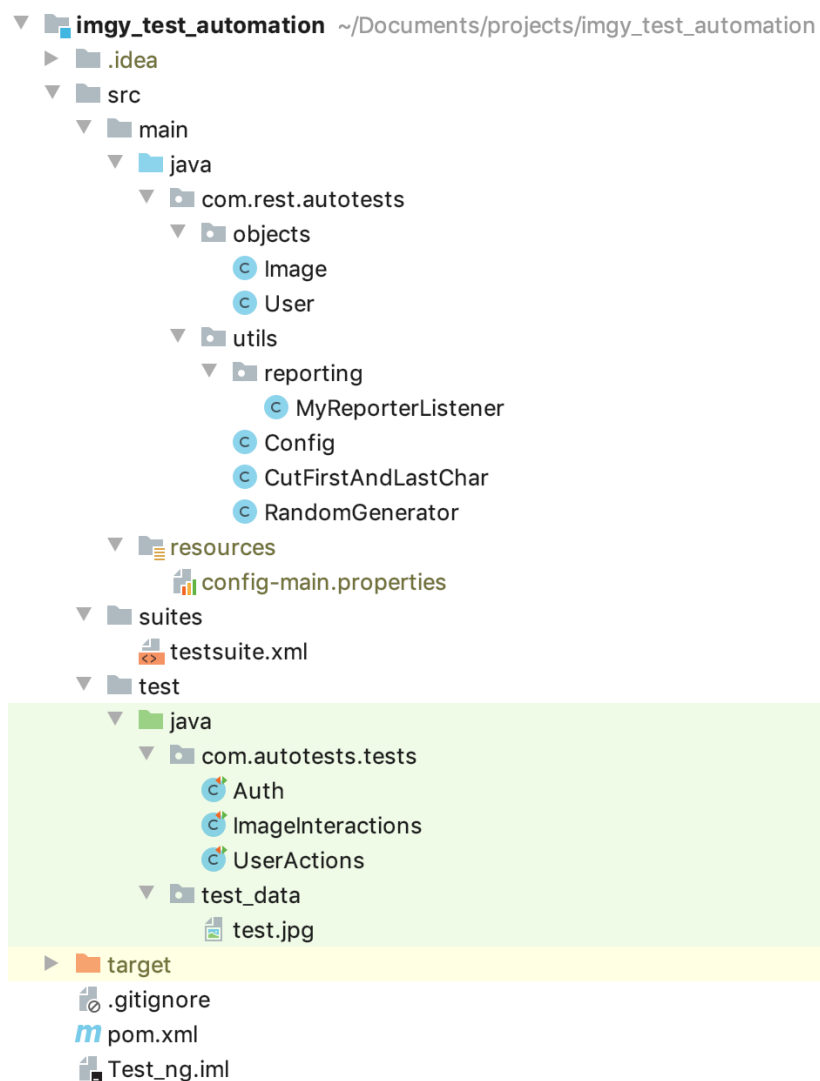 imgy_test_automation ~/Documents/projects/imgy_test_automation
.idea
src
main
java
com.rest.autotests
objects
C Image
C User
utils
reporting
C MyReporterListener
C Config
C CutFirstAndLastChar
C RandomGenerator
resources
config-main.properties
suites
<> testsuite.xml
test
java
com.autotests.tests
C Auth
C ImageInteractions
C UserActions
test_data
test.jpg
target
.gitignore
m pom.xml
Test_ng.iml